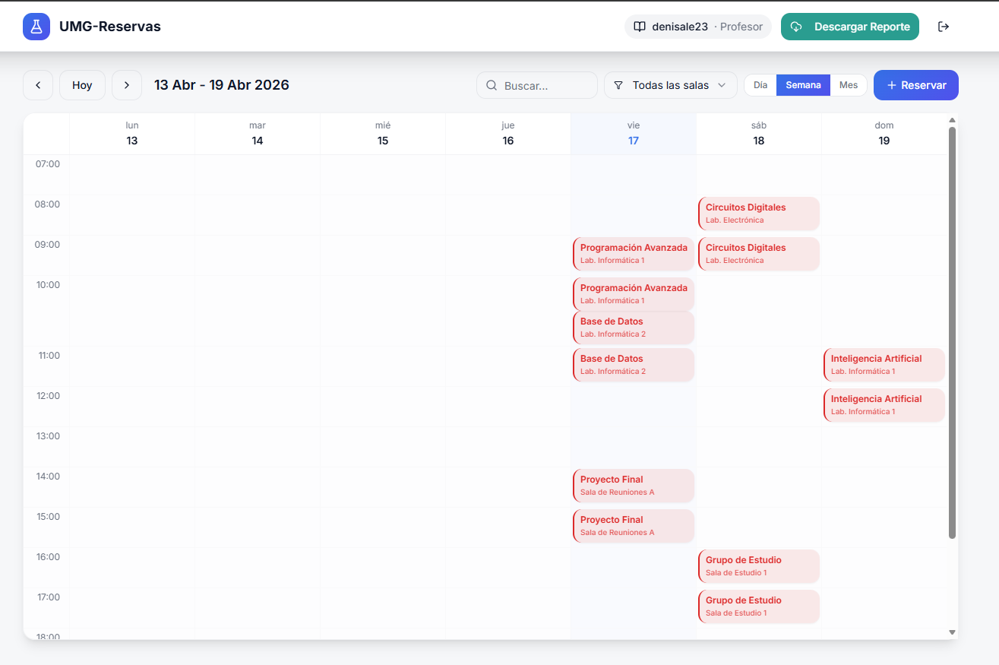 UMG-Reservas
denisale23 · Profesor
Descargar Reporte
Hoy
13 Abr - 19 Abr 2026
Buscar...
Todas las salas
Día
Semana
Mes
+ Reservar
lun
13
mar
14
mié
15
jue
16
vie
17
sáb
18
dom
19
07:00
08:00
Circuitos Digitales
Lab. Electrónica
09:00
Programación Avanzada
Lab. Informática 1
Circuitos Digitales
Lab. Electrónica
10:00
Programación Avanzada
Lab. Informática 1
Base de Datos
Lab. Informática 2
11:00
Base de Datos
Lab. Informática 2
Inteligencia Artificial
Lab. Informática 1
12:00
Inteligencia Artificial
Lab. Informática 1
13:00
14:00
Proyecto Final
Sala de Reuniones A
15:00
Proyecto Final
Sala de Reuniones A
16:00
Grupo de Estudio
Sala de Estudio 1
17:00
Grupo de Estudio
Sala de Estudio 1
18:00